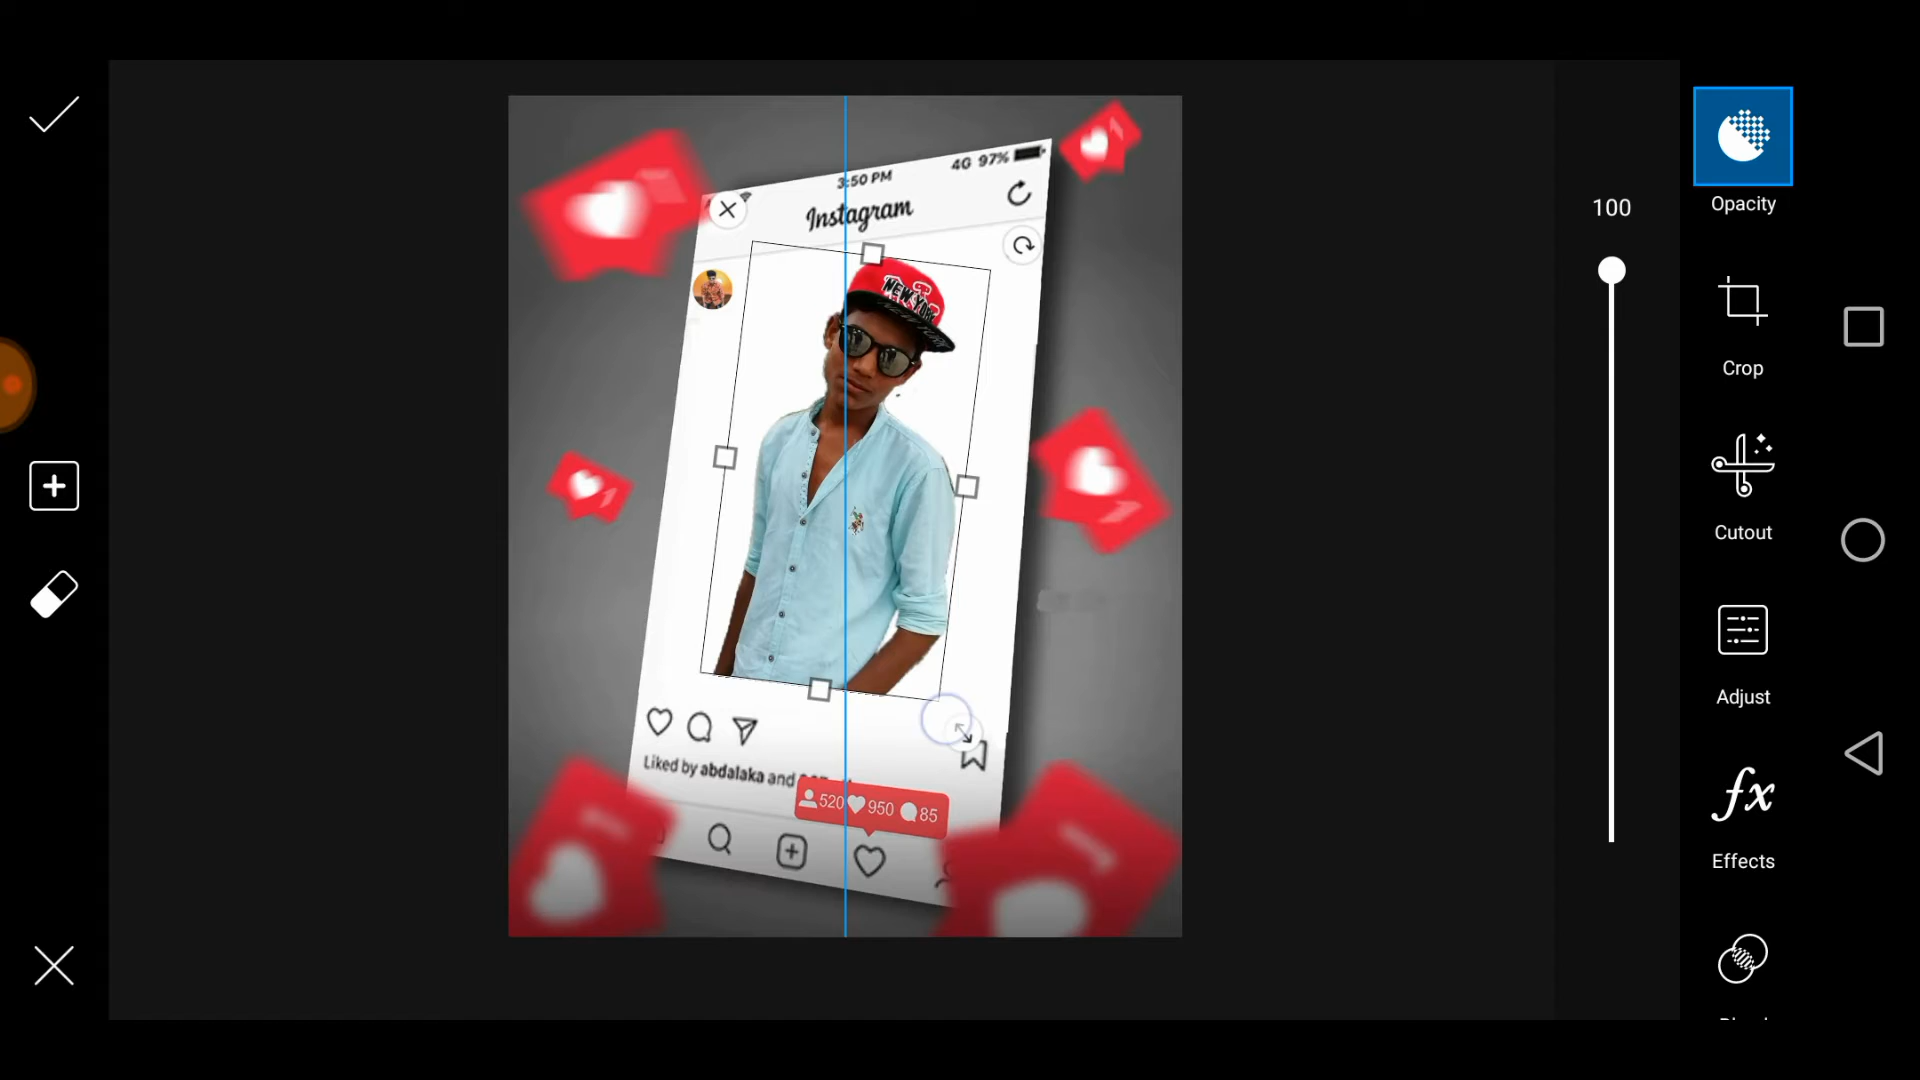 4G 97%
3:50 PM
Instagram
NEW YORK
Liked by abdalaka and
520 950 85
100
Opacity
Crop
Cutout
Adjust
Effects